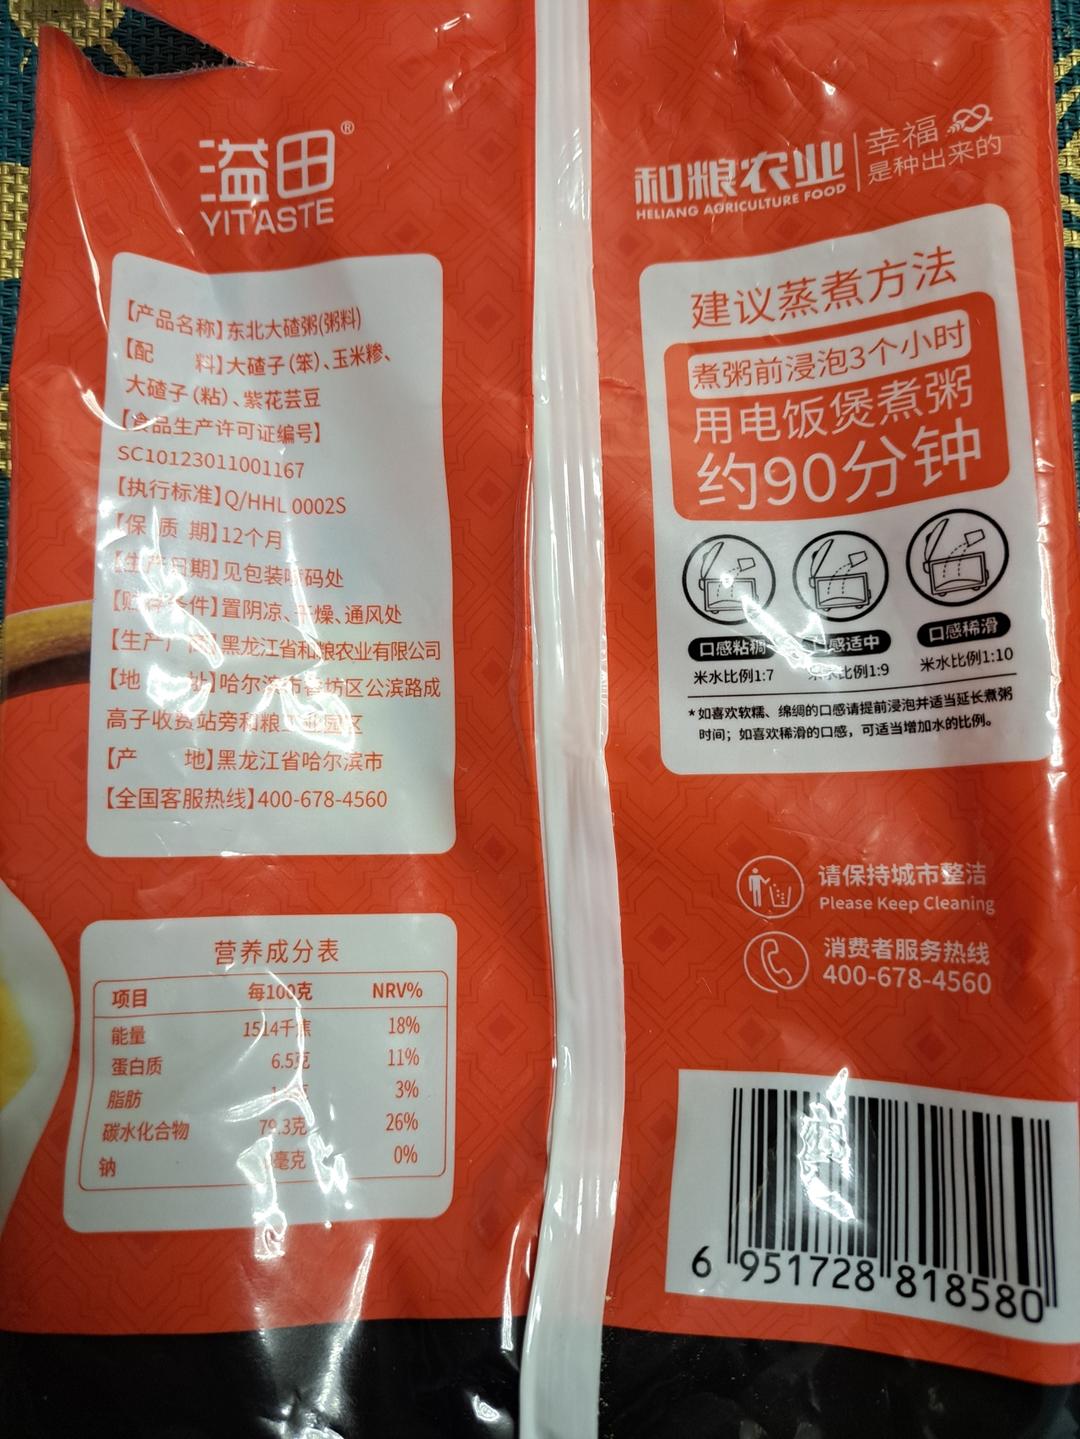 溢田®
YITASTE
【产品名称】东北大碴粥(粥料)
【配 料】大碴子(笨)、玉米糁、
大碴子(粘)、紫花芸豆
【食品生产许可证编号】
SC10123011001167
【执行标准】Q/HHL 0002S
【保 质 期】12个月
【生产日期】见包装喷码处
【贮存条件】置阴凉、干燥、通风处
【生产厂商】黑龙江省和粮农业有限公司
【地 址】哈尔滨市香坊区公滨路成
高子收费站旁和粮工业园区
【产 地】黑龙江省哈尔滨市
【全国客服热线】400-678-4560
营养成分表
项目 每100克 NRV%
能量 1514千焦 18%
蛋白质 6.5克 11%
脂肪 克 3%
碳水化合物 79.3克 26%
钠 毫克 0%
和粮农业 幸福
HELIANG AGRICULTURE FOOD 是种出来的
建议蒸煮方法
煮粥前浸泡3个小时
用电饭煲煮粥
约90分钟
口感粘稠 口感适中 口感稀滑
米水比例1:7 米水比例1:9 米水比例1:10
*如喜欢软糯、绵绸的口感请提前浸泡并适当延长煮粥
时间；如喜欢稀滑的口感，可适当增加水的比例。
请保持城市整洁
Please Keep Cleaning
消费者服务热线
400-678-4560
6 951728 818580